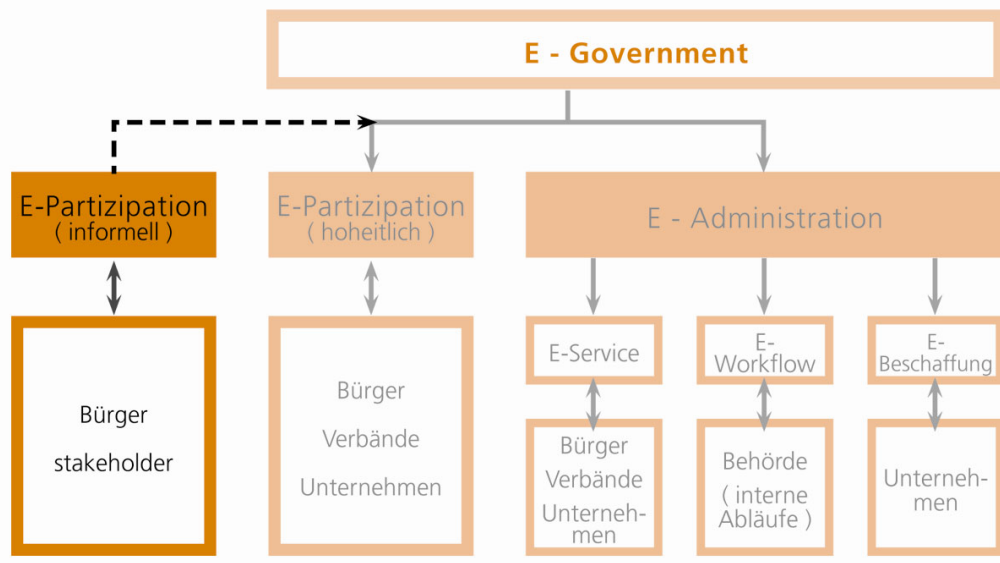 E - Government
E-Partizipation
( informell )
E-Partizipation
( hoheitlich )
E - Administration
Bürger
stakeholder
Bürger
Verbände
Unternehmen
E-Service
E-
Workflow
E-
Beschaffung
Bürger
Verbände
Unterneh-
men
Behörde
( interne
Abläufe )
Unterneh-
men